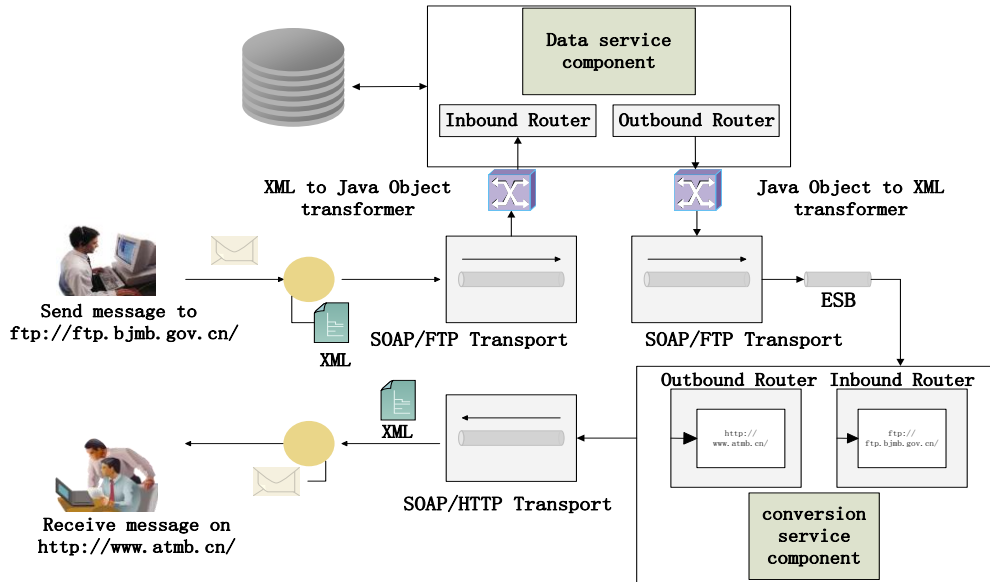 Data service
component
Inbound Router
Outbound Router
XML to Java Object
transformer
Java Object to XML
transformer
Send message to
ftp://ftp.bjmb.gov.cn/
XML
SOAP/FTP Transport
SOAP/FTP Transport
ESB
Outbound Router
Inbound Router
http://
www.atmb.cn/
ftp://
ftp.bjmb.gov.cn/
XML
SOAP/HTTP Transport
Receive message on
http://www.atmb.cn/
conversion
service
component